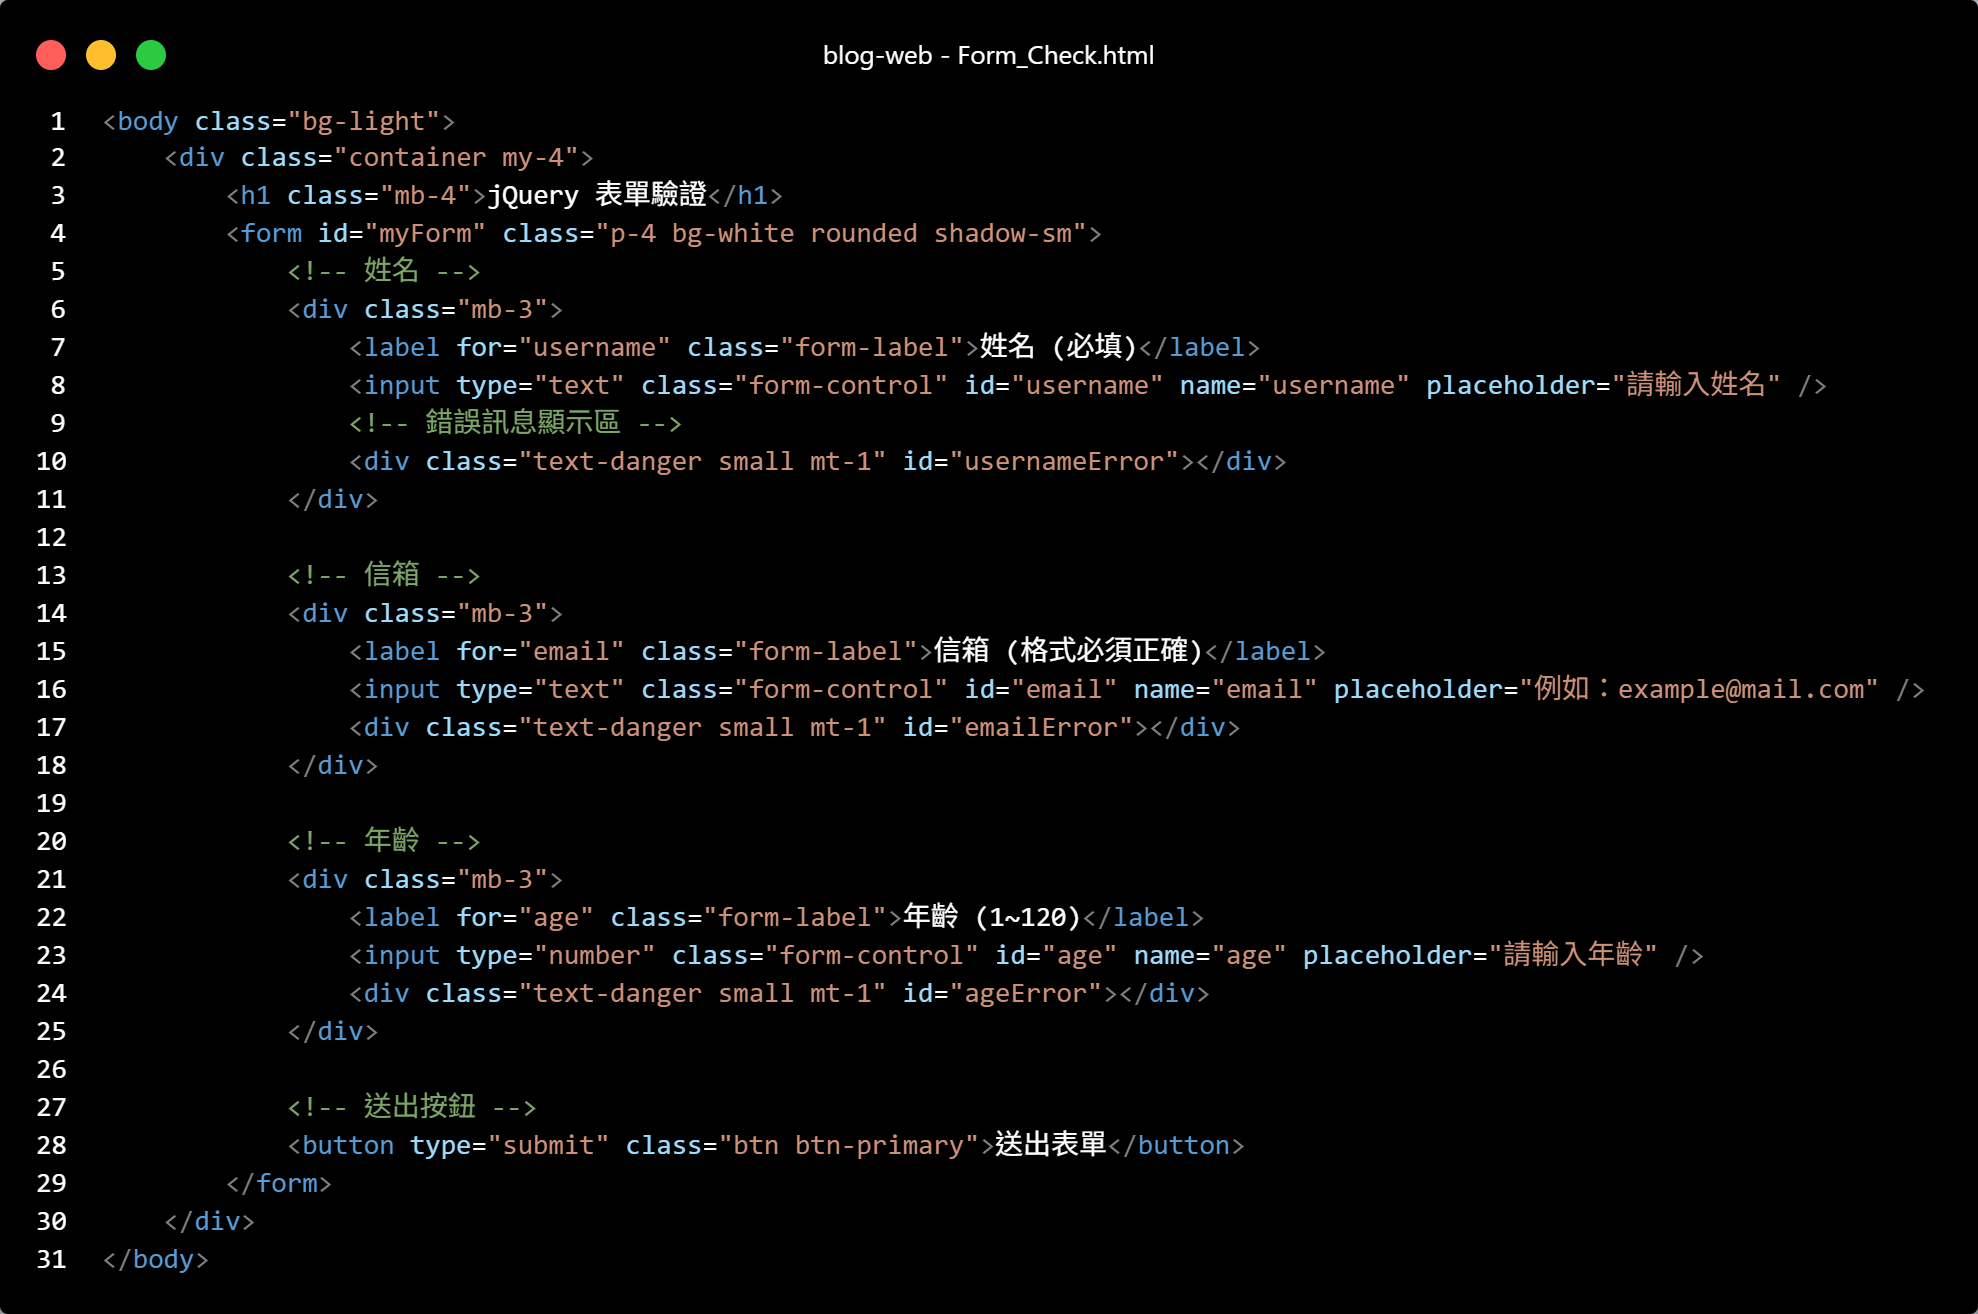 blog-web - Form_Check.html
1 <body class="bg-light">
2     <div class="container my-4">
3         <h1 class="mb-4">jQuery 表單驗證</h1>
4         <form id="myForm" class="p-4 bg-white rounded shadow-sm">
5             <!-- 姓名 -->
6             <div class="mb-3">
7                 <label for="username" class="form-label">姓名 (必填)</label>
8                 <input type="text" class="form-control" id="username" name="username" placeholder="請輸入姓名" />
9                 <!-- 錯誤訊息顯示區 -->
10                 <div class="text-danger small mt-1" id="usernameError"></div>
11             </div>
12
13             <!-- 信箱 -->
14             <div class="mb-3">
15                 <label for="email" class="form-label">信箱 (格式必須正確)</label>
16                 <input type="text" class="form-control" id="email" name="email" placeholder="例如：example@mail.com" />
17                 <div class="text-danger small mt-1" id="emailError"></div>
18             </div>
19
20             <!-- 年齡 -->
21             <div class="mb-3">
22                 <label for="age" class="form-label">年齡 (1~120)</label>
23                 <input type="number" class="form-control" id="age" name="age" placeholder="請輸入年齡" />
24                 <div class="text-danger small mt-1" id="ageError"></div>
25             </div>
26
27             <!-- 送出按鈕 -->
28             <button type="submit" class="btn btn-primary">送出表單</button>
29         </form>
30     </div>
31 </body>